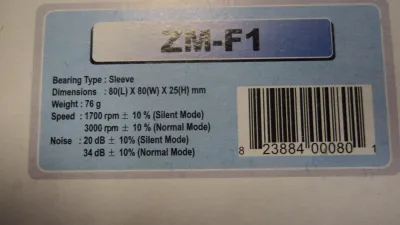 ZM-F1
Bearing Type : Sleeve
Dimensions : 80(L) X 80(W) X 25(H) mm
Weight : 76 g
Speed : 1700 rpm ± 10 % (Silent Mode)
3000 rpm ± 10 % (Normal Mode)
Noise : 20 dB ± 10% (Silent Mode)
34 dB ± 10% (Normal Mode)
8 23884 00080 1